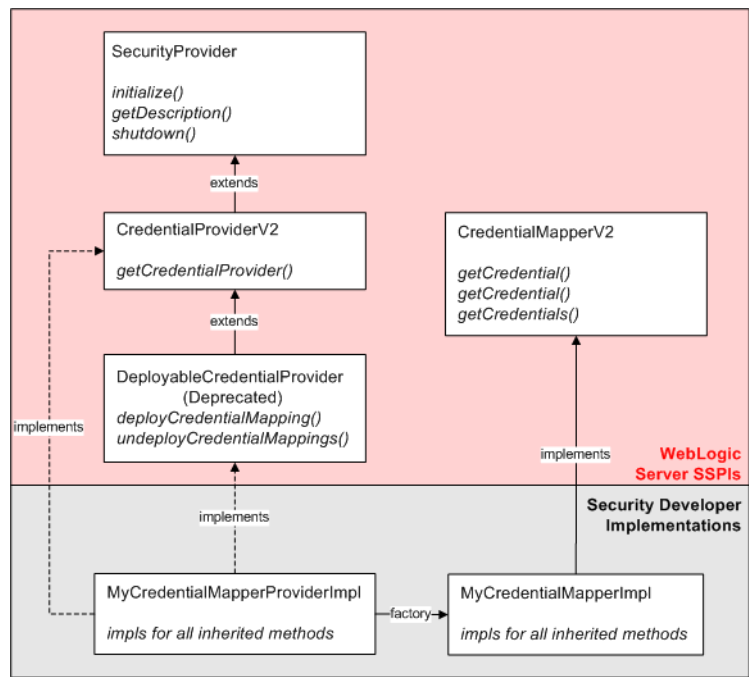 SecurityProvider
initialize()
getDescription()
shutdown()
extends
CredentialProviderV2
getCredentialProvider()
CredentialMapperV2
getCredential()
getCredential()
getCredentials()
extends
DeployableCredentialProvider
(Deprecated)
deployCredentialMapping()
undeployCredentialMappings()
implements
implements
WebLogic
Server SSPIs
Security Developer
Implementations
implements
MyCredentialMapperProviderImpl
impls for all inherited methods
factory
MyCredentialMapperImpl
impls for all inherited methods